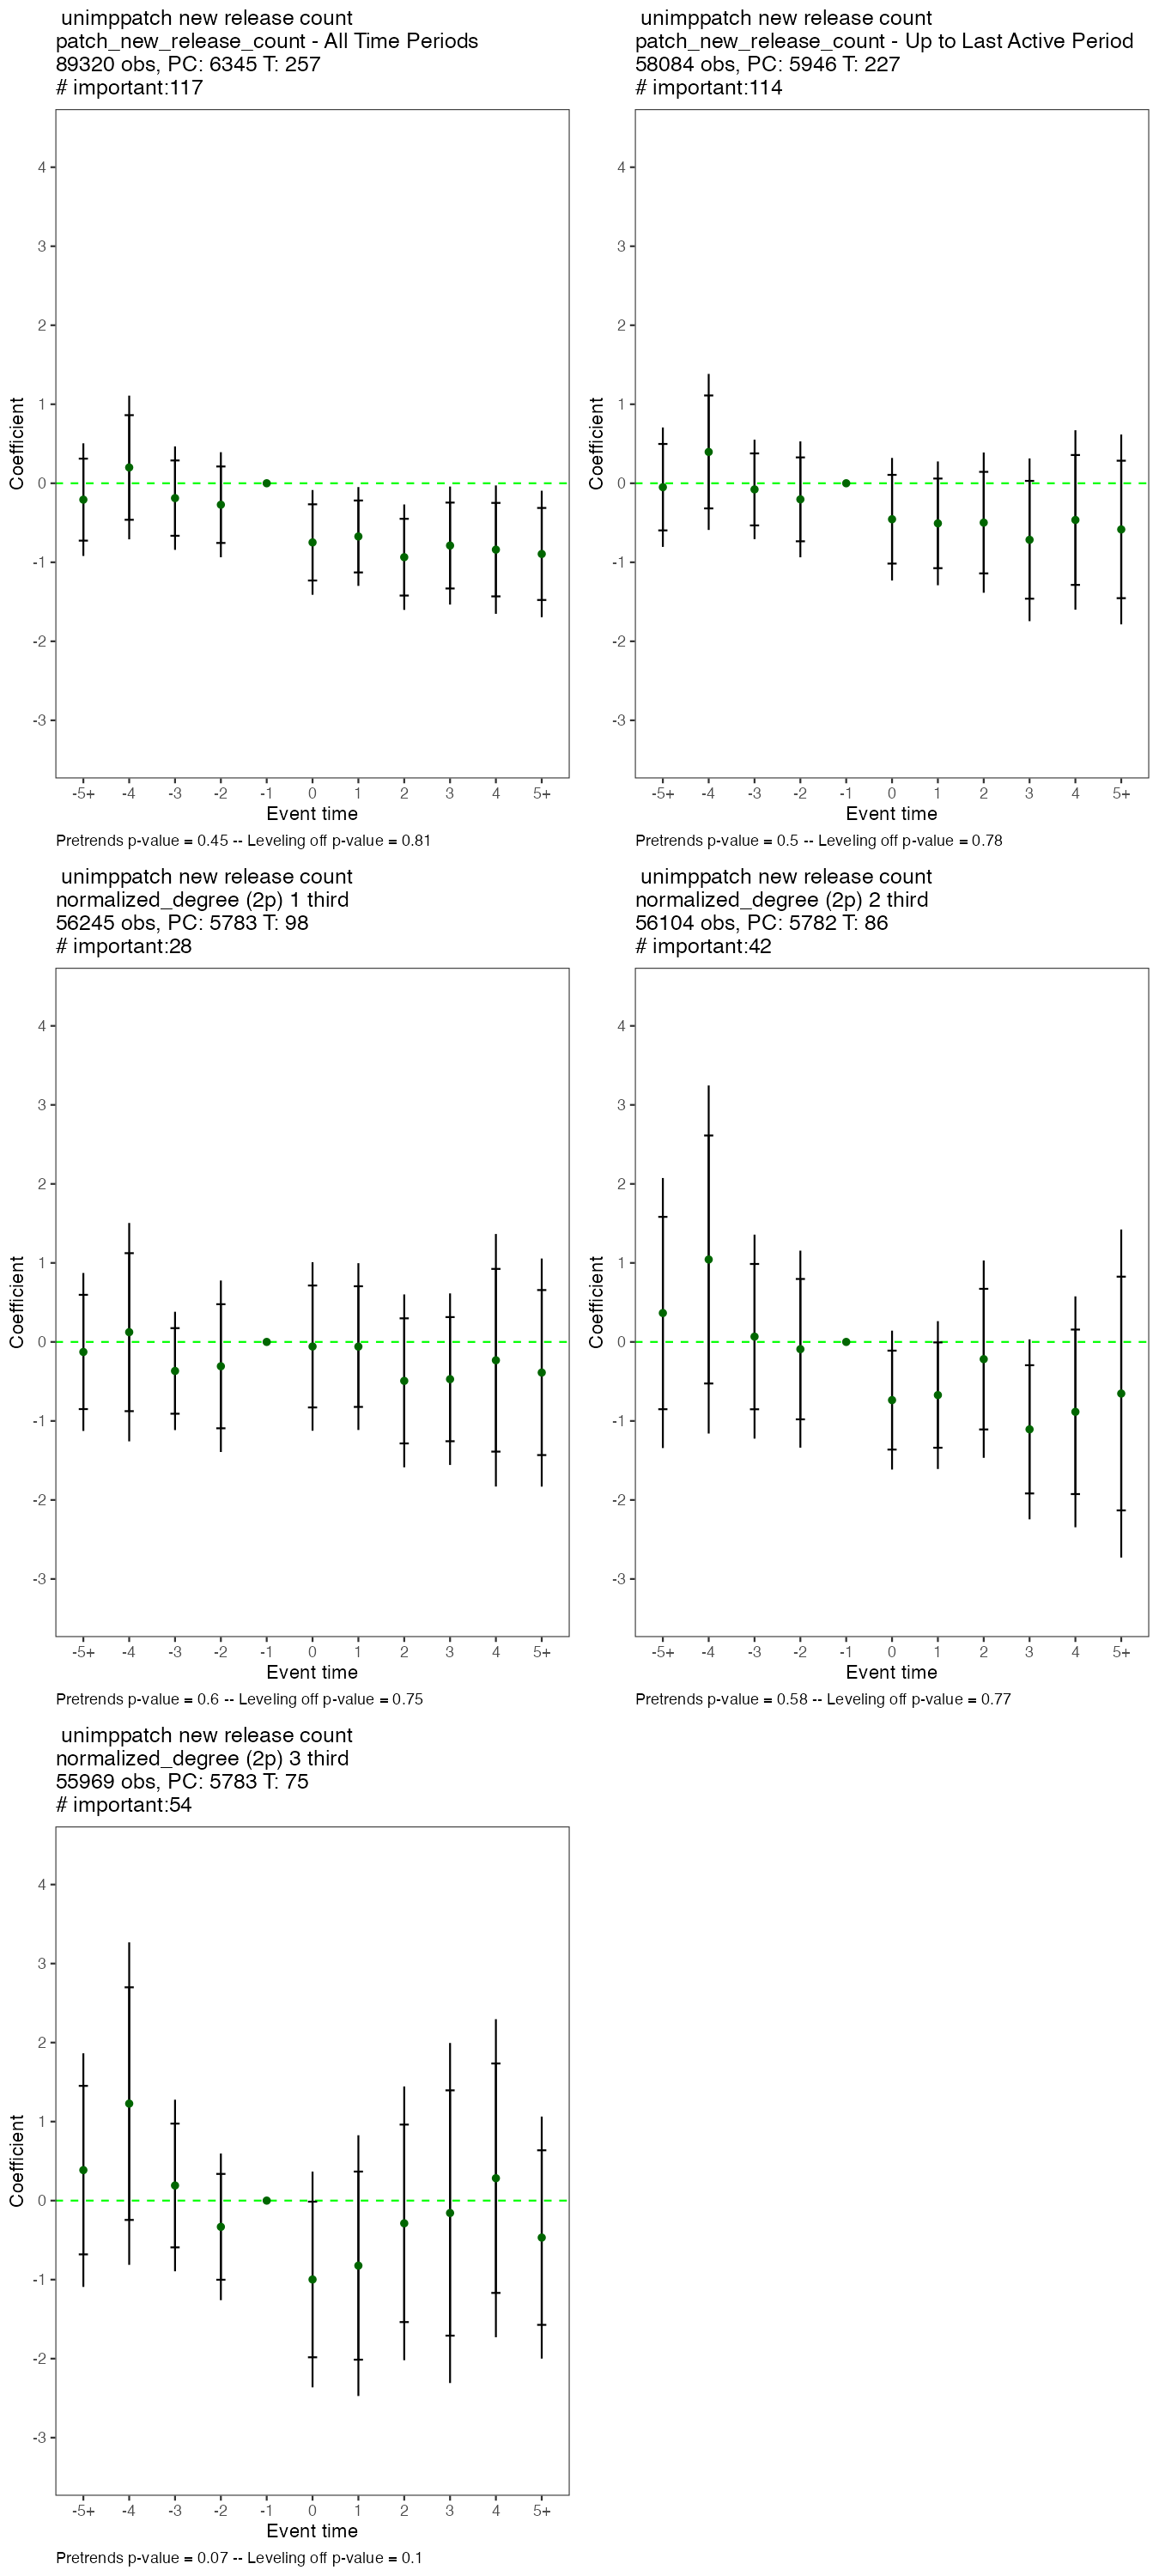 unimppatch new release count
patch_new_release_count - All Time Periods
89320 obs, PC: 6345 T: 257
# important:117
4
3
2
1
0
-1
-2
-3
Coefficient
-5+ -4 -3 -2 -1 0 1 2 3 4 5+
Event time
Pretrends p-value = 0.45 -- Leveling off p-value = 0.81
unimppatch new release count
patch_new_release_count - Up to Last Active Period
58084 obs, PC: 5946 T: 227
# important:114
4
3
2
1
0
-1
-2
-3
Coefficient
-5+ -4 -3 -2 -1 0 1 2 3 4 5+
Event time
Pretrends p-value = 0.5 -- Leveling off p-value = 0.78
unimppatch new release count
normalized_degree (2p) 1 third
56245 obs, PC: 5783 T: 98
# important:28
4
3
2
1
0
-1
-2
-3
Coefficient
-5+ -4 -3 -2 -1 0 1 2 3 4 5+
Event time
Pretrends p-value = 0.6 -- Leveling off p-value = 0.75
unimppatch new release count
normalized_degree (2p) 2 third
56104 obs, PC: 5782 T: 86
# important:42
4
3
2
1
0
-1
-2
-3
Coefficient
-5+ -4 -3 -2 -1 0 1 2 3 4 5+
Event time
Pretrends p-value = 0.58 -- Leveling off p-value = 0.77
unimppatch new release count
normalized_degree (2p) 3 third
55969 obs, PC: 5783 T: 75
# important:54
4
3
2
1
0
-1
-2
-3
Coefficient
-5+ -4 -3 -2 -1 0 1 2 3 4 5+
Event time
Pretrends p-value = 0.07 -- Leveling off p-value = 0.1